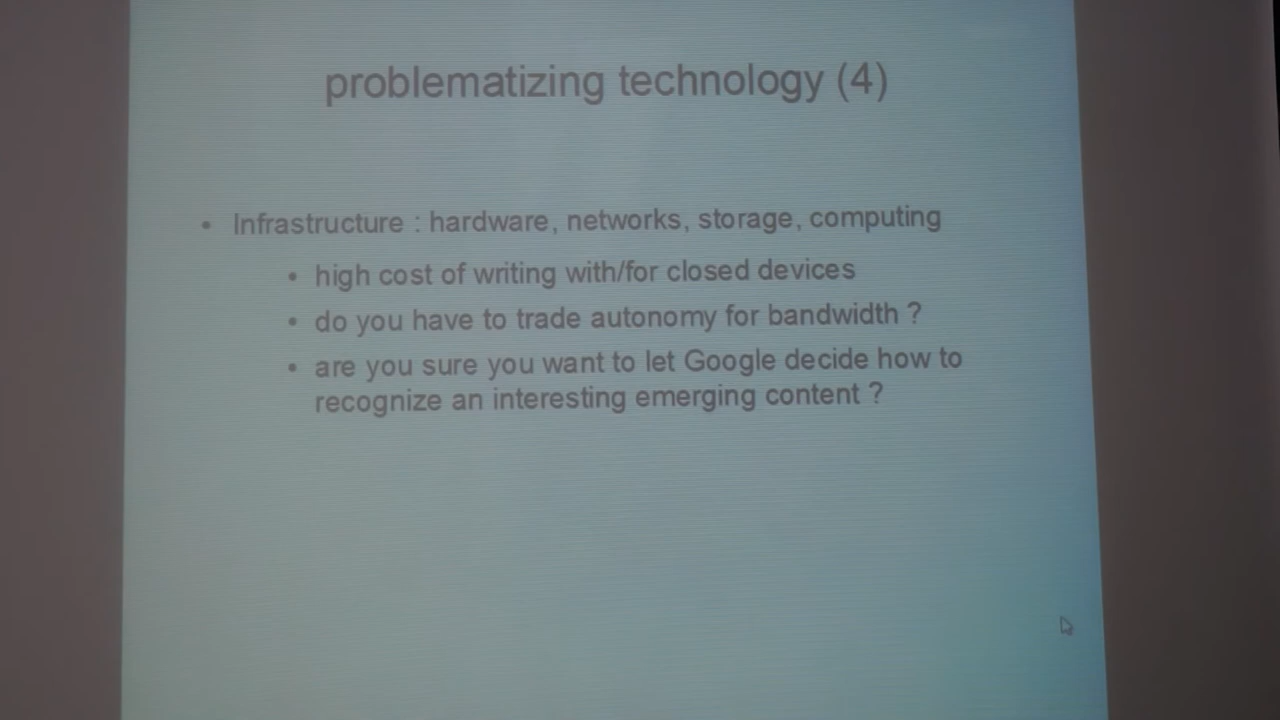 problematizing technology (4)
• Infrastructure : hardware, networks, storage, computing
• high cost of writing with/for closed devices
• do you have to trade autonomy for bandwidth ?
• are you sure you want to let Google decide how to
recognize an interesting emerging content ?